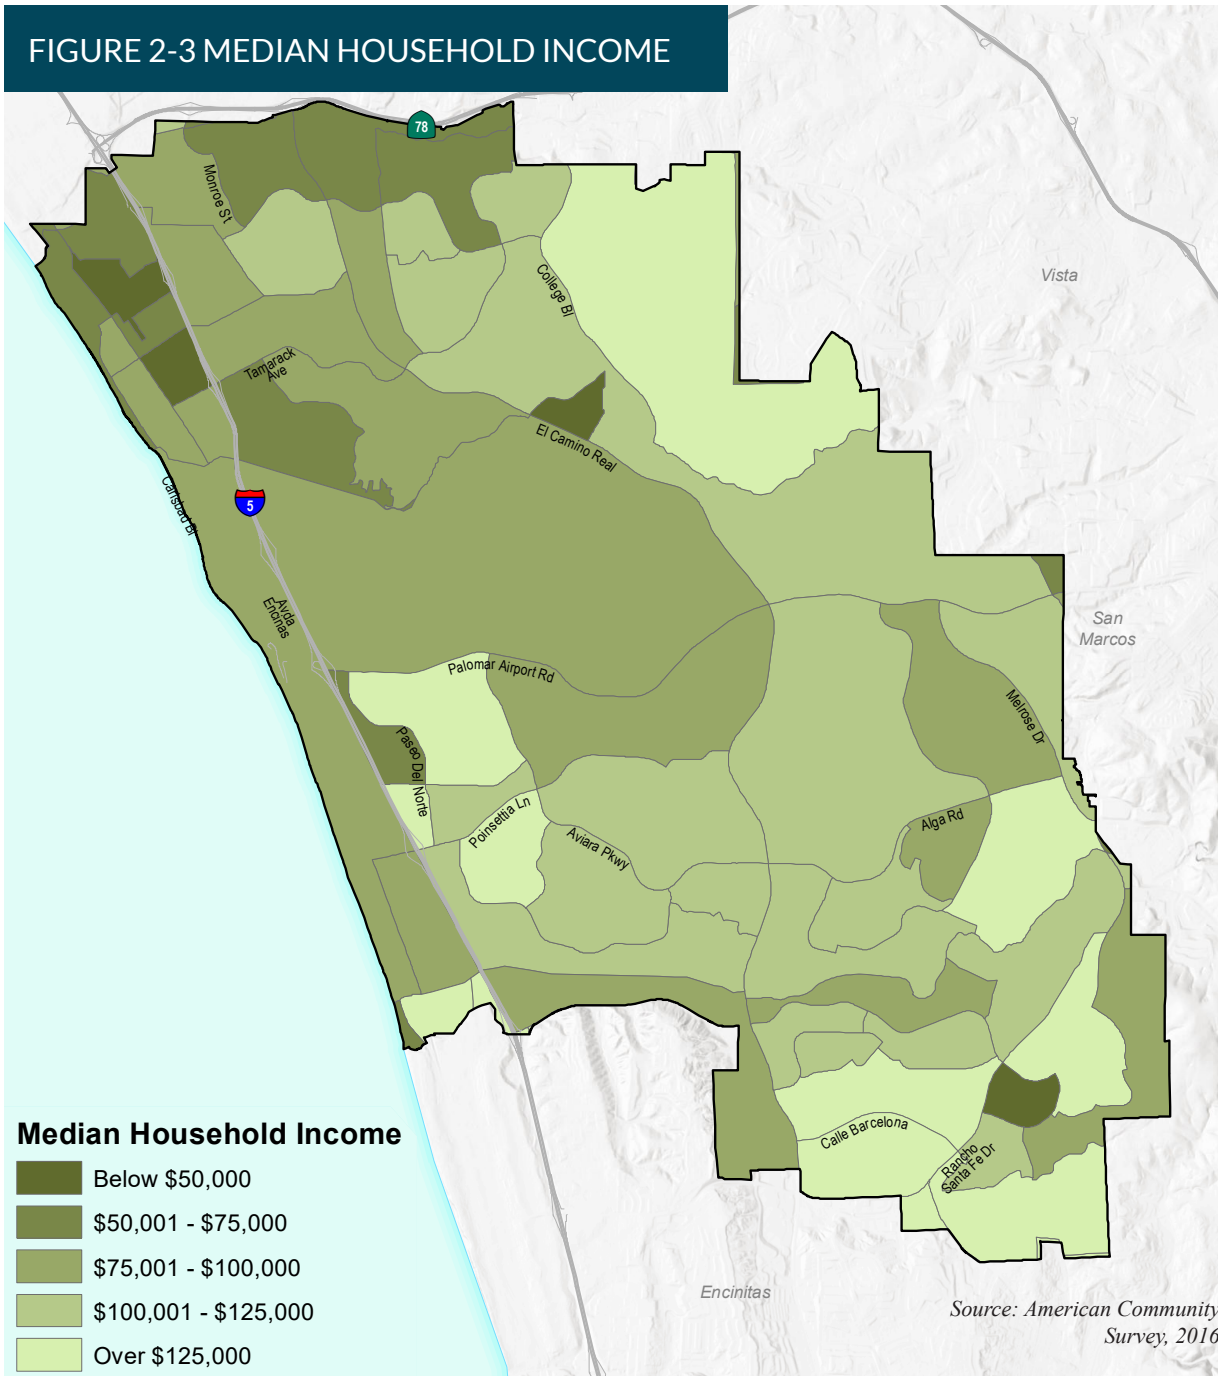 FIGURE 2-3 MEDIAN HOUSEHOLD INCOME
78
Monroe St
Vista
College Bl
Tamarack
Ave
El Camino Real
Carlsbad Bl
5
Avda
Encinas
San
Marcos
Palomar Airport Rd
Melrose Dr
Paseo Del Norte
Poinsettia Ln
Aviara Pkwy
Alga Rd
Calle Barcelona
Rancho
Santa Fe Dr
Median Household Income
Below $50,000
$50,001 - $75,000
$75,001 - $100,000
$100,001 - $125,000
Over $125,000
Encinitas
Source: American Community
Survey, 2016